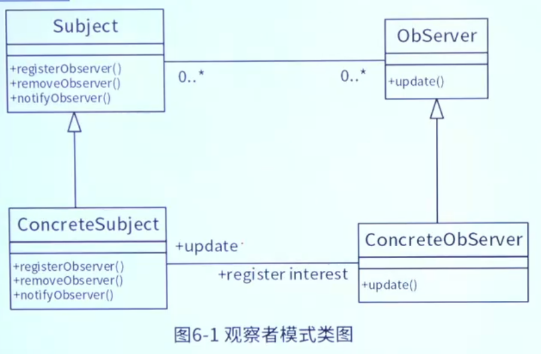 Subject
+registerObserver()
+removeObserver()
+notifyObserver()
0..*
0..*
ObServer
+update()
ConcreteSubject
+registerObserver()
+removeObserver()
+notifyObserver()
+update
+register interest
ConcreteObServer
+update()
图6-1 观察者模式类图